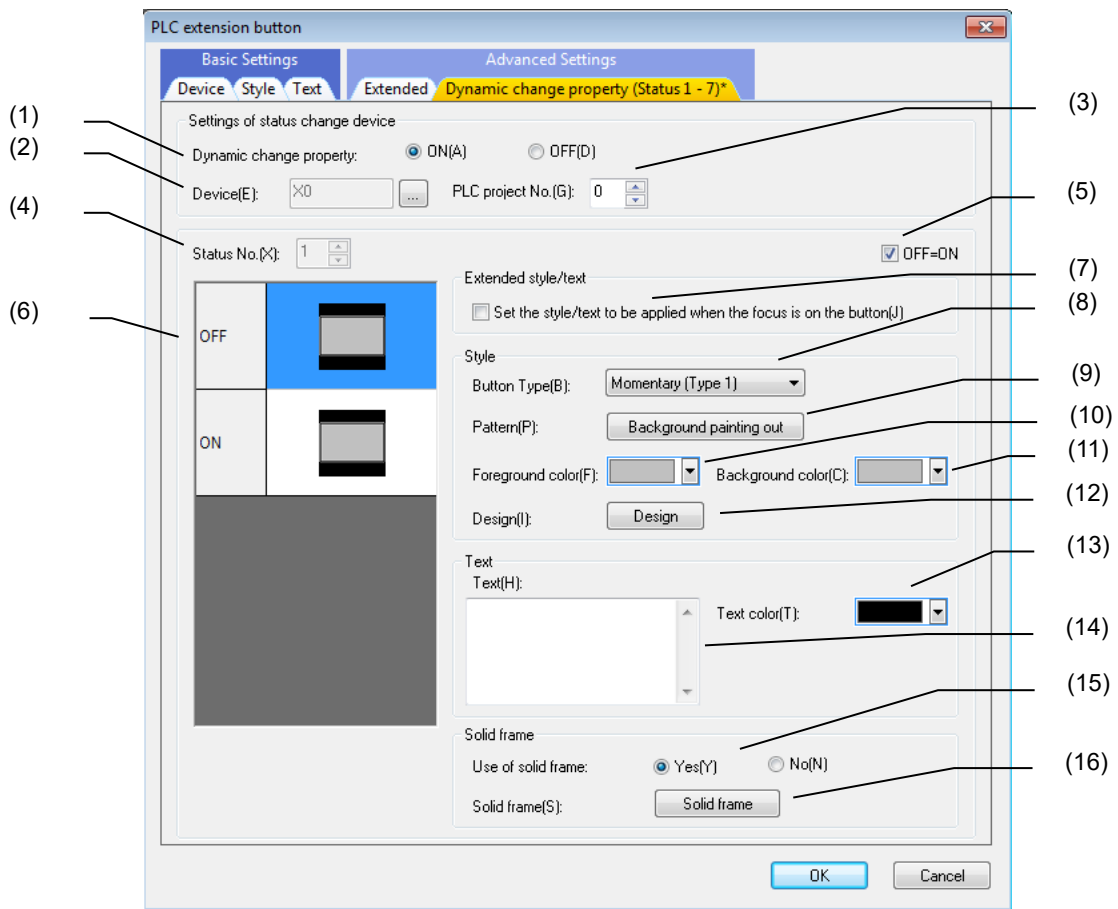 PLC extension button
Basic Settings
Advanced Settings
Device Style Text Extended Dynamic change property (Status 1 - 7)*
Settings of status change device
(1) Dynamic change property: ON(A) OFF(D) (3)
(2) Device(E): X0 ... PLC project No.(G): 0
(4) Status No.(X): 1 OFF=ON (5)
(6) OFF
ON
Extended style/text (7)
Set the style/text to be applied when the focus is on the button(J) (8)
Style
Button Type(B): Momentary (Type 1) (9)
Pattern(P): Background painting out (10)
Foreground color(F): Background color(C): (11)
Design(I): Design (12)
Text (13)
Text(H):
Text color(T):
(14)
(15)
Solid frame
Use of solid frame: Yes(Y) No(N) (16)
Solid frame(S): Solid frame
OK Cancel